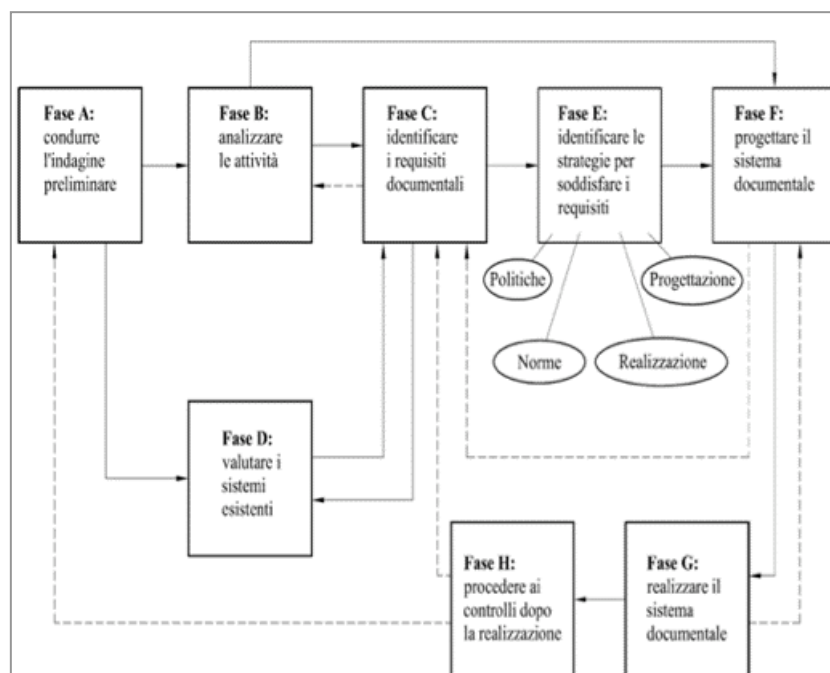 Fase A:
condurre
l'indagine
preliminare
Fase B:
analizzare
le attività
Fase C:
identificare
i requisiti
documentali
Fase E:
identificare le
strategie per
soddisfare i
requisiti
Fase F:
progettare il
sistema
documentale
Politiche
Progettazione
Norme
Realizzazione
Fase D:
valutare i
sistemi
esistenti
Fase H:
procedere ai
controlli dopo
la realizzazione
Fase G:
realizzare il
sistema
documentale